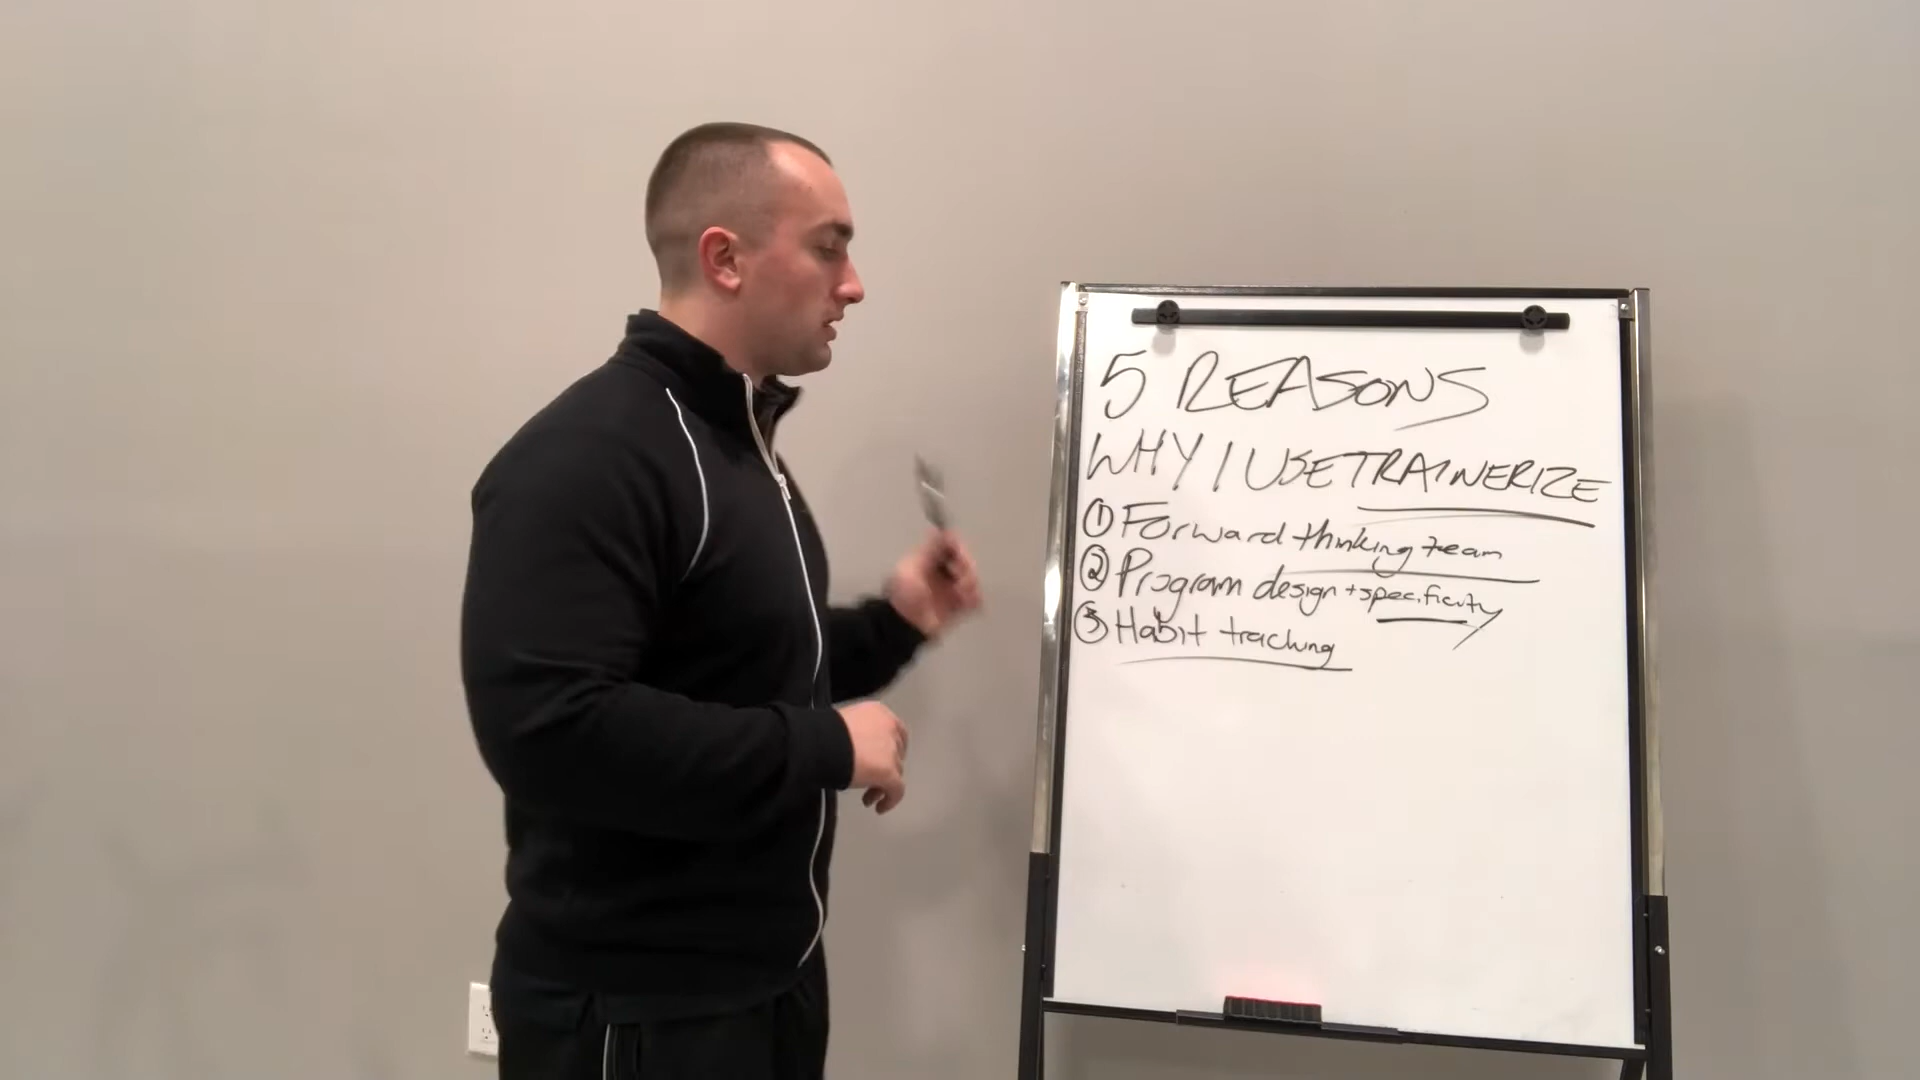 5 REASONS
WHY I USE TRAINERIZE
① Forward thinking team
② Program design + specificity
③ Habit tracking